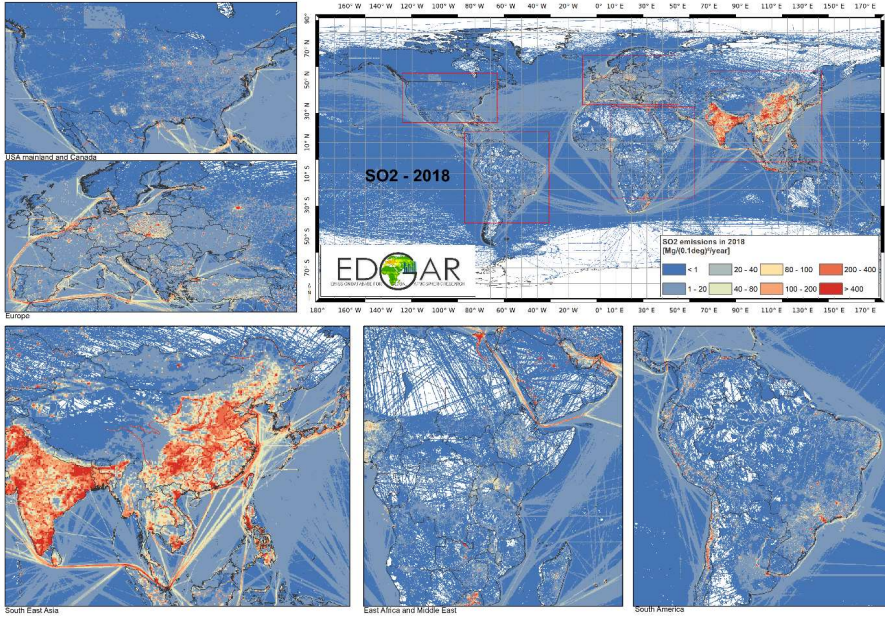 160° W 140° W 120° W 100° W 80° W 60° W 40° W 20° W 0° E 20° E 40° E 60° E 80° E 100° E 120° E 140° E 160° E
90°
70° N
50° N
30° N
10° N
10° S
30° S
50° S
70° S
USA mainland and Canada
SO2 - 2018
SO2 emissions in 2018
[Mg/(0.1deg)²/year]
< 1 20 - 40 80 - 100 200 - 400
1 - 20 40 - 80 100 - 200 > 400
Europe
180° 170° W 150° W 130° W 110° W 90° W 70° W 50° W 30° W 10° W 10° E 30° E 50° E 70° E 90° E 110° E 130° E 150° E 170° E
South East Asia
East Africa and Middle East
South America